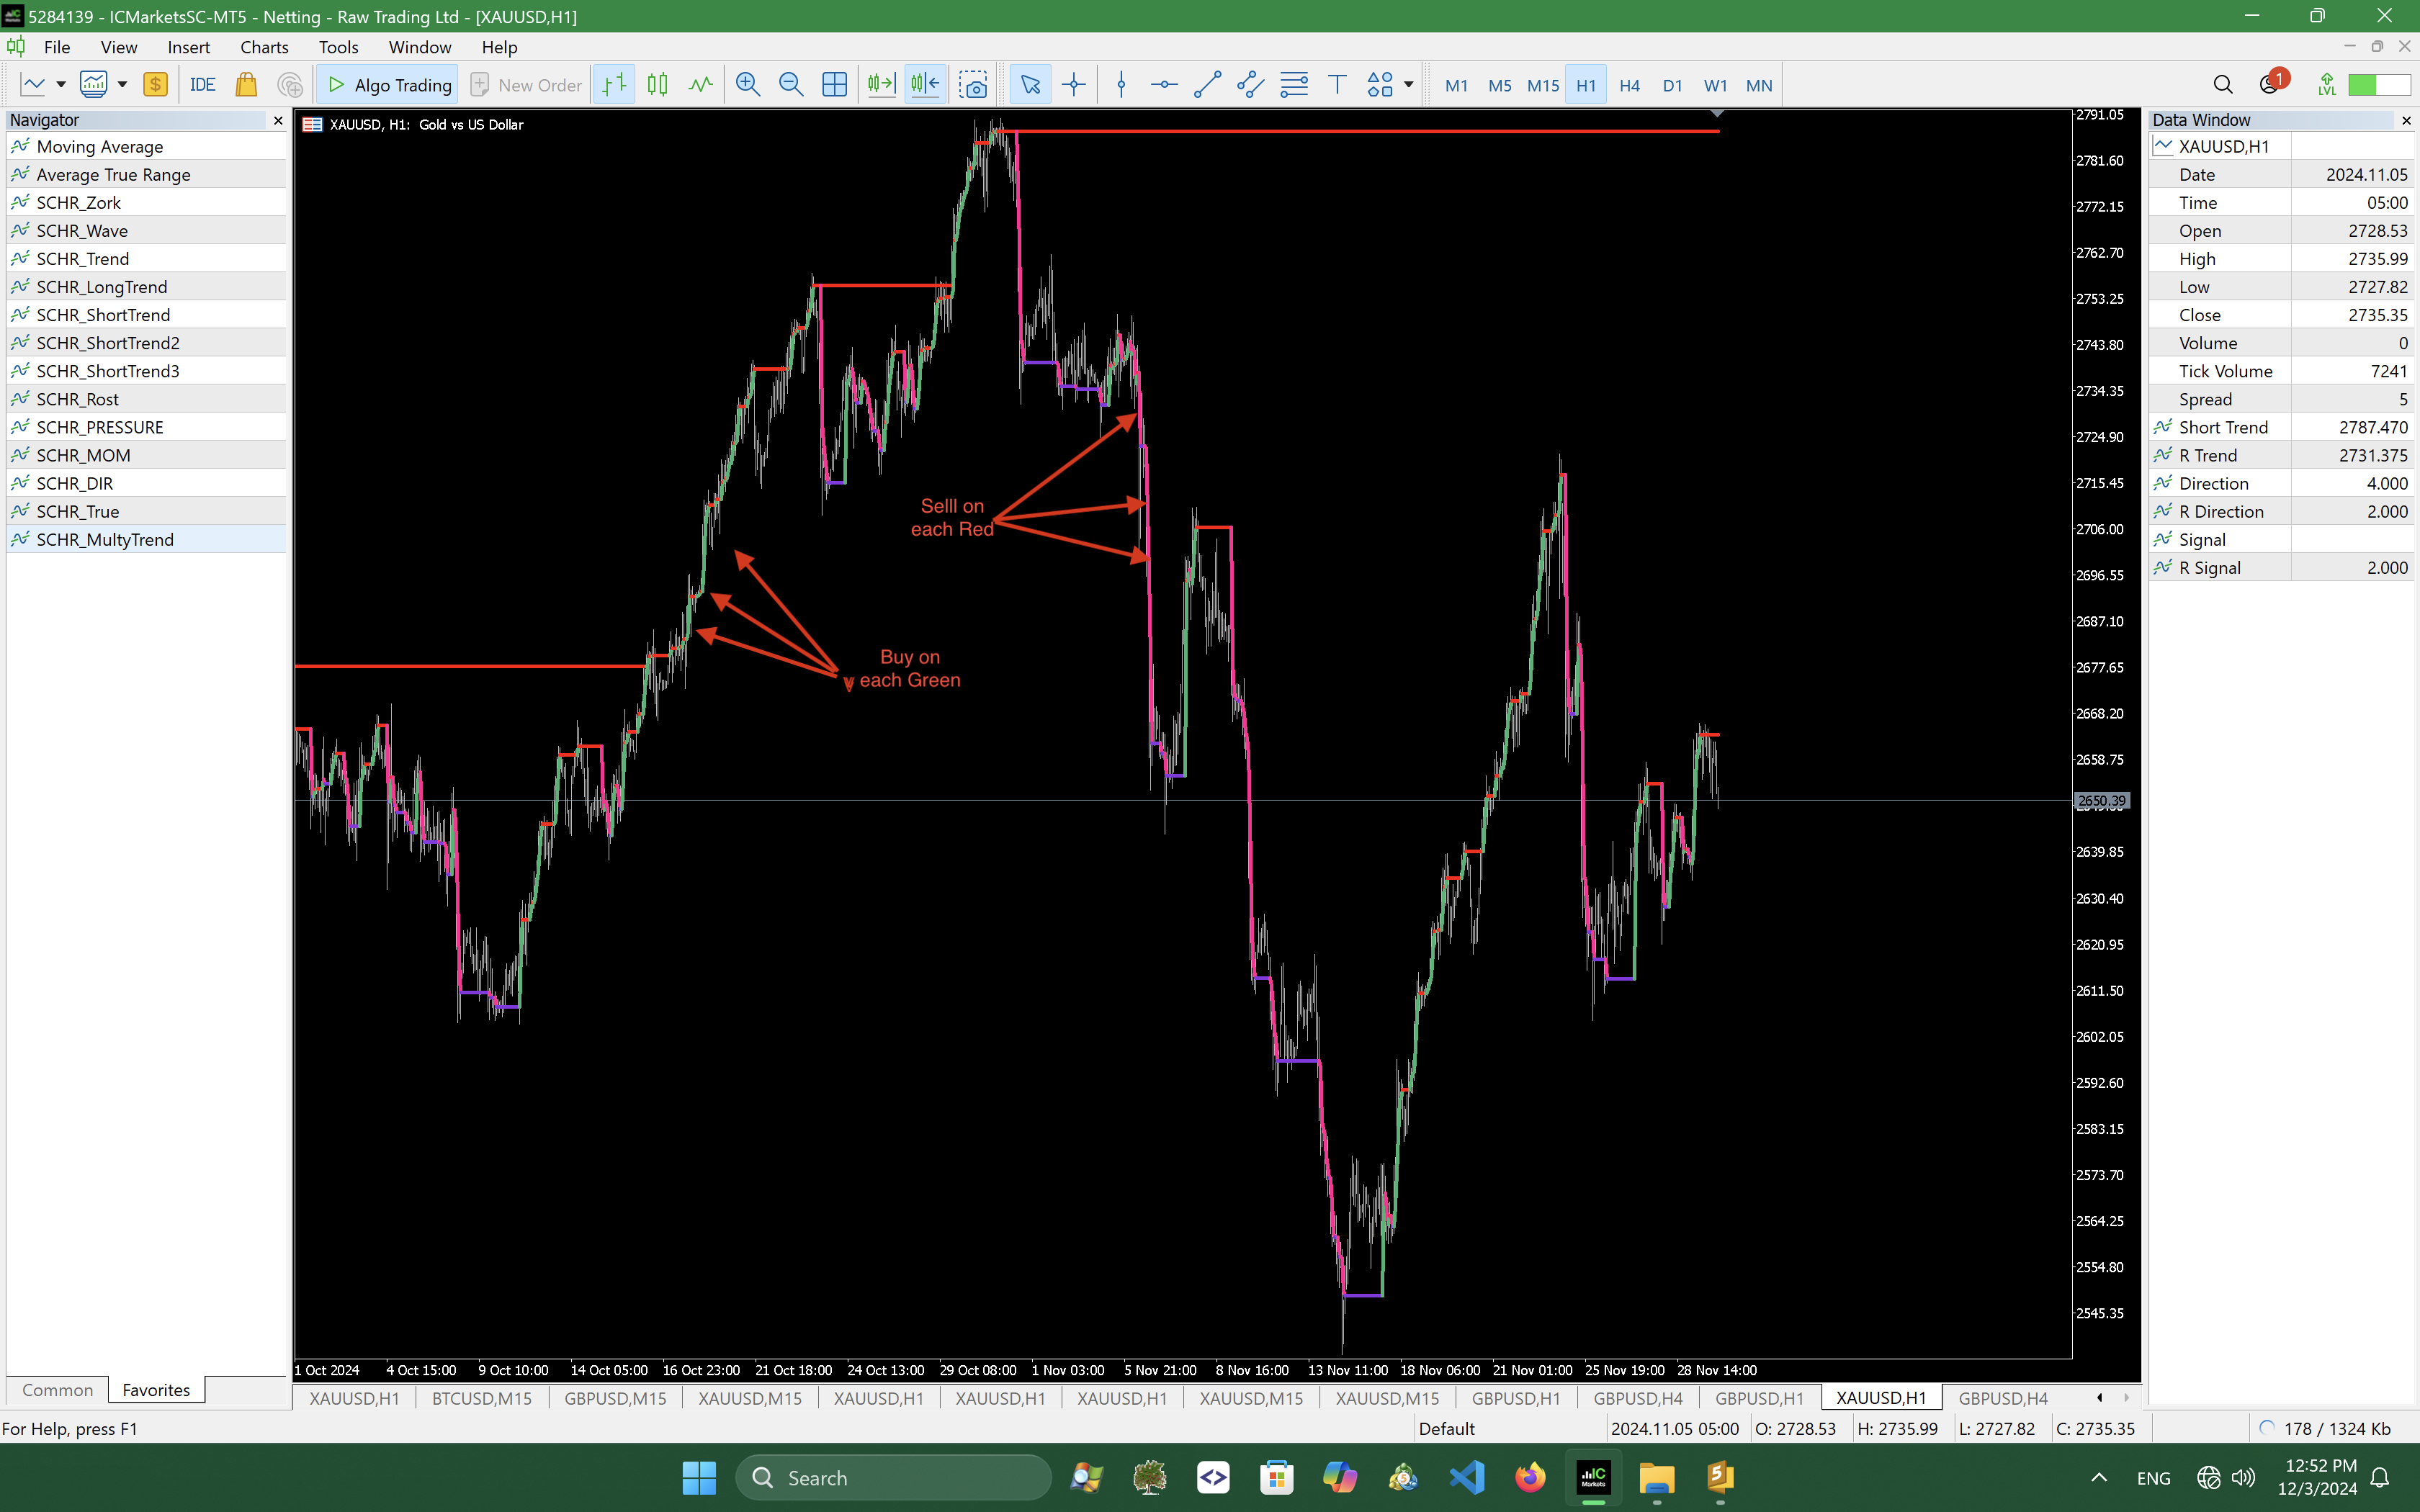 5284139 - ICMarketsSC-MT5 - Netting - Raw Trading Ltd - [XAUUSD,H1]
File View Insert Charts Tools Window Help
IDE Algo Trading New Order T M1 M5 M15 H1 H4 D1 W1 MN 1 LVL
Navigator
Moving Average
Average True Range
SCHR_Zork
SCHR_Wave
SCHR_Trend
SCHR_LongTrend
SCHR_ShortTrend
SCHR_ShortTrend2
SCHR_ShortTrend3
SCHR_Rost
SCHR_PRESSURE
SCHR_MOM
SCHR_DIR
SCHR_True
SCHR_MultyTrend
Common Favorites
XAUUSD, H1: Gold vs US Dollar
Selll on
each Red
Buy on
each Green
2791.05
2781.60
2772.15
2762.70
2753.25
2743.80
2734.35
2724.90
2715.45
2706.00
2696.55
2687.10
2677.65
2668.20
2658.75
2650.39
2639.85
2630.40
2620.95
2611.50
2602.05
2592.60
2583.15
2573.70
2564.25
2554.80
2545.35
1 Oct 2024 4 Oct 15:00 9 Oct 10:00 14 Oct 05:00 16 Oct 23:00 21 Oct 18:00 24 Oct 13:00 29 Oct 08:00 1 Nov 03:00 5 Nov 21:00 8 Nov 16:00 13 Nov 11:00 18 Nov 06:00 21 Nov 01:00 25 Nov 19:00 28 Nov 14:00
Data Window
XAUUSD,H1
Date 2024.11.05
Time 05:00
Open 2728.53
High 2735.99
Low 2727.82
Close 2735.35
Volume 0
Tick Volume 7241
Spread 5
Short Trend 2787.470
R Trend 2731.375
Direction 4.000
R Direction 2.000
Signal
R Signal 2.000
XAUUSD,H1 BTCUSD,M15 GBPUSD,M15 XAUUSD,M15 XAUUSD,H1 XAUUSD,H1 XAUUSD,H1 XAUUSD,M15 XAUUSD,M15 GBPUSD,H1 GBPUSD,H4 GBPUSD,H1 XAUUSD,H1 GBPUSD,H4
For Help, press F1 Default 2024.11.05 05:00 O: 2728.53 H: 2735.99 L: 2727.82 C: 2735.35 178 / 1324 Kb
Search IC Markets 5 ENG 12:52 PM
12/3/2024